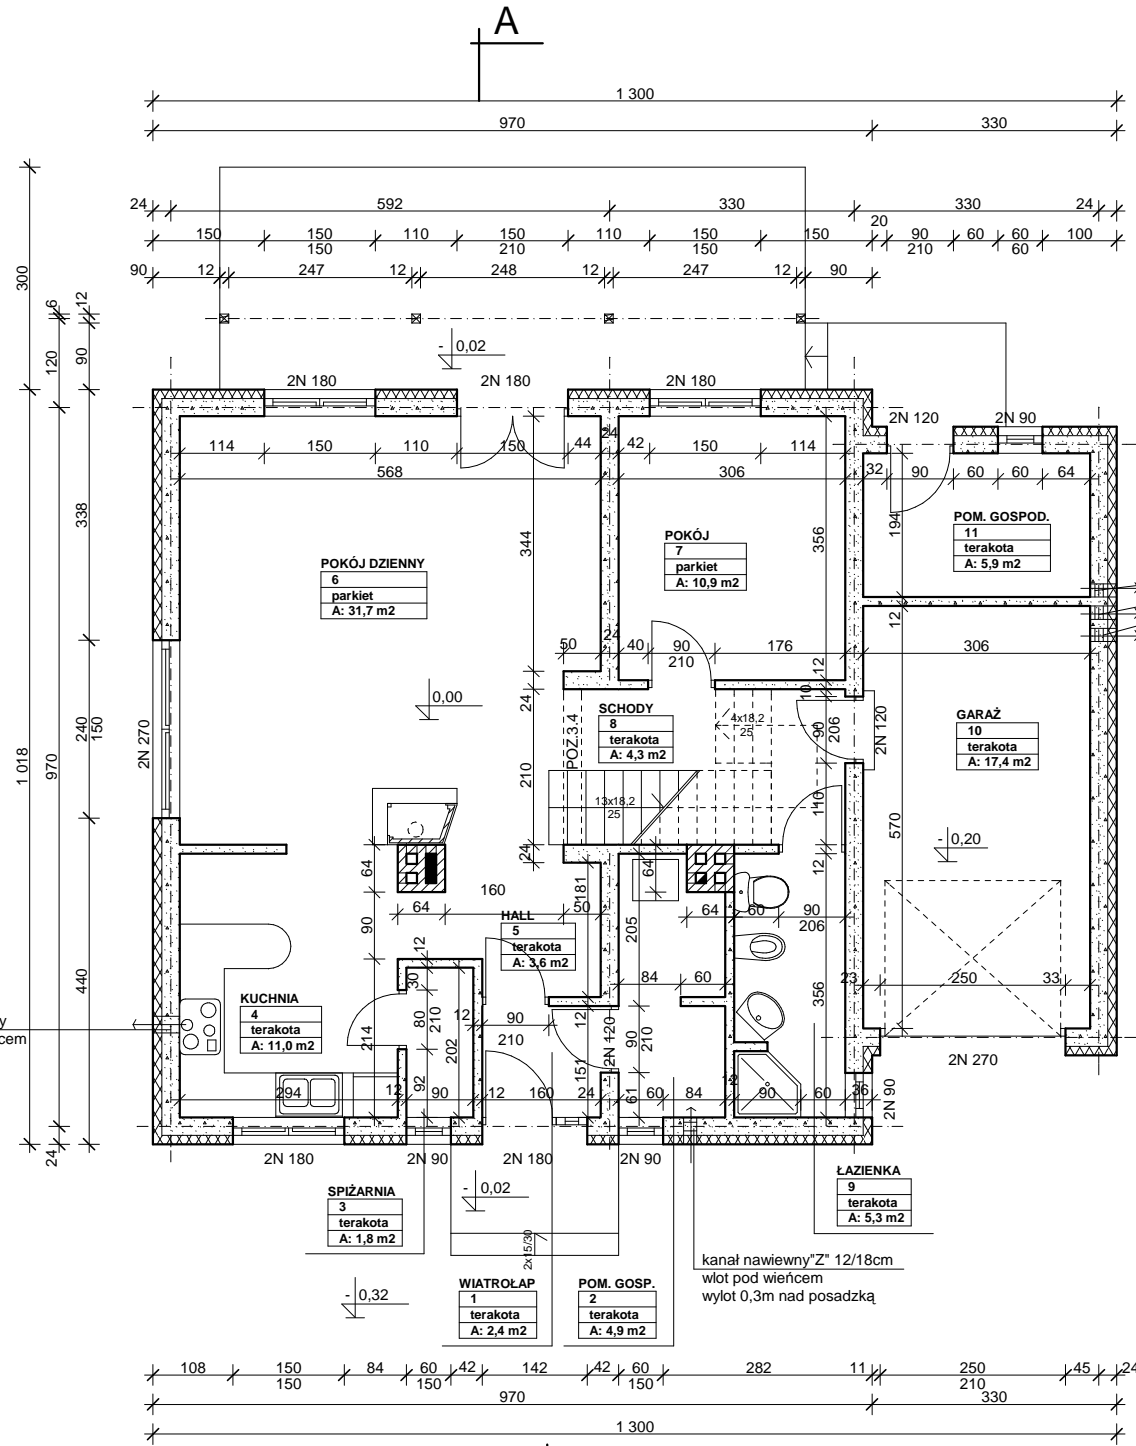 A
1 300
970 330
24 592 330 330 24
20
150 150 110 150 110 150 150 90 60 60 100
150 210 150 210 60
90 12 247 12 248 12 247 12 90
300
6
12
120
90
- 0,02
2N 180 2N 180 2N 180
2N 120 2N 90
24
114 150 110 150 44 42 150 114
568 306 32 90 60 60 64
338
344
356
194
POKÓJ DZIENNY
6
parkiet
A: 31,7 m2
POKÓJ
7
parkiet
A: 10,9 m2
POM. GOSPOD.
11
terakota
A: 5,9 m2
12
24
50 40 90 176 306
210
12
10
24
0,00
SCHODY
8
terakota
A: 4,3 m2
POZ.3.4
4x18,2
25
90
206
2N 120
GARAŻ
10
terakota
A: 17,4 m2
1 018
970
240
150
2N 270
210
13x18,2
25
110
570
- 0,20
24
12
64
64
181
160
64 50 64 60 90
206
90
205
HALL
5
terakota
A: 3,6 m2
12
30
84 60
356
23 250 33
440
KUCHNIA
4
terakota
A: 11,0 m2
214
80
210
202
12 90
210
12
2N 120
90
210
2N 270
92
151
61
12
294 12 90 12 160 24 60 84 90 60 36
2N 90
24
2N 180 2N 90 2N 180 2N 90
SPIŻARNIA
3
terakota
A: 1,8 m2
- 0,02
2x15/30
ŁAZIENKA
9
terakota
A: 5,3 m2
kanał nawiewny"Z" 12/18cm
wlot pod wieńcem
wylot 0,3m nad posadzką
- 0,32
WIATROŁAP
1
terakota
A: 2,4 m2
POM. GOSP.
2
terakota
A: 4,9 m2
108 150 84 60 42 142 42 60 282 11 250 45 24
150 150 150 210
970 330
1 300